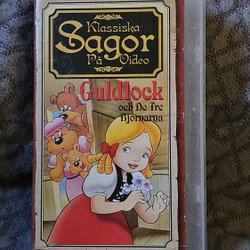 Klassiska
Sagor
På Video
Guldlock
och De Tre
Björnarna